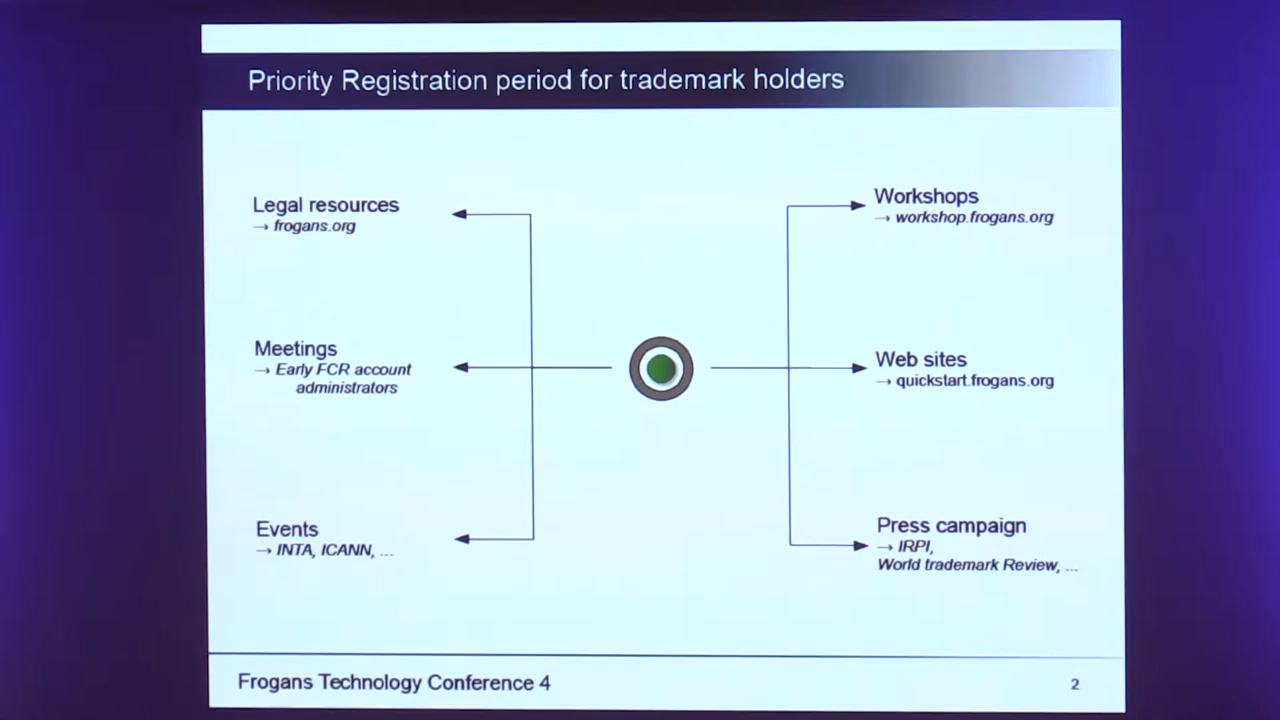 Priority Registration period for trademark holders
Legal resources
→ frogans.org
Meetings
→ Early FCR account
administrators
Events
→ INTA, ICANN, ...
Workshops
→ workshop.frogans.org
Web sites
→ quickstart.frogans.org
Press campaign
→ IRPI,
World trademark Review, ...
Frogans Technology Conference 4
2